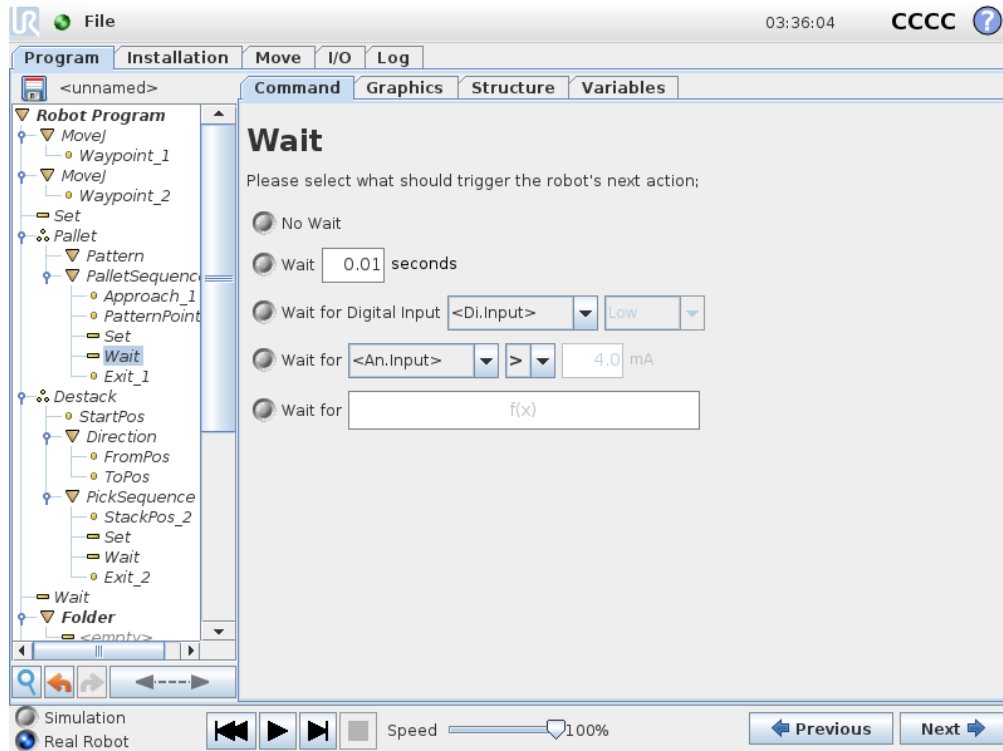 UR File 03:36:04 CCCC ?
Program Installation Move I/O Log
<unnamed> Command Graphics Structure Variables
Robot Program
MoveJ
Waypoint_1
MoveJ
Waypoint_2
Set
Pallet
Pattern
PalletSequenc
Approach_1
PatternPoint
Set
Wait
Exit_1
Destack
StartPos
Direction
FromPos
ToPos
PickSequence
StackPos_2
Set
Wait
Exit_2
Wait
Folder
<empty>
Wait
Please select what should trigger the robot's next action;
No Wait
Wait 0.01 seconds
Wait for Digital Input <Di.Input> Low
Wait for <An.Input> > 4.0 mA
Wait for f(x)
Simulation
Real Robot
Speed 100%
Previous Next